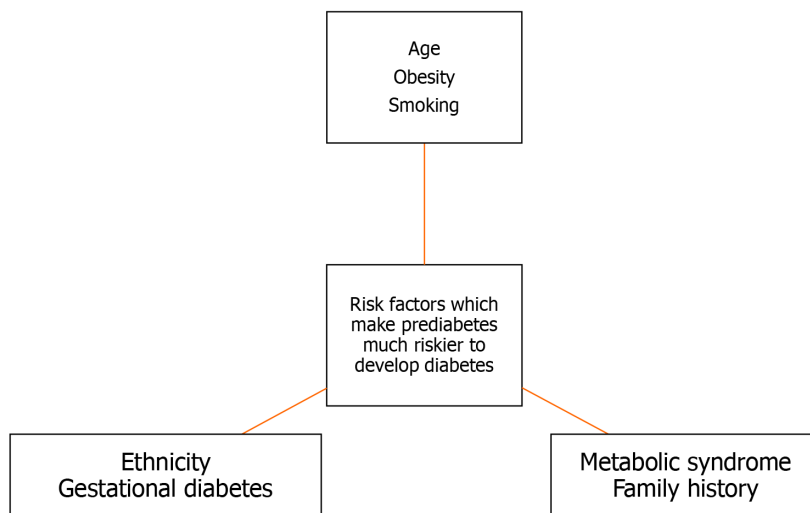 Age
Obesity
Smoking
Risk factors which
make prediabetes
much riskier to
develop diabetes
Ethnicity
Gestational diabetes
Metabolic syndrome
Family history